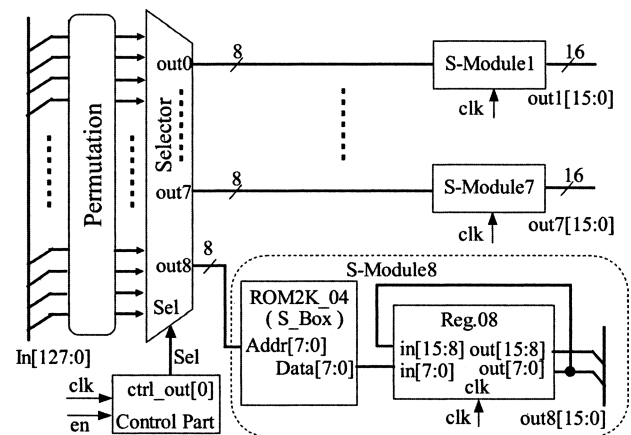 Permutation
Selector
out0
8
S-Module1
16
clk
out1[15:0]
out7
8
S-Module7
16
clk
out7[15:0]
out8
8
Sel
In[127:0]
Sel
clk
en
ctrl_out[0]
Control Part
S-Module8
ROM2K_04
( S_Box )
Addr[7:0]
Data[7:0]
Reg.08
in[15:8] out[15:8]
in[7:0] out[7:0]
clk
clk
out8[15:0]